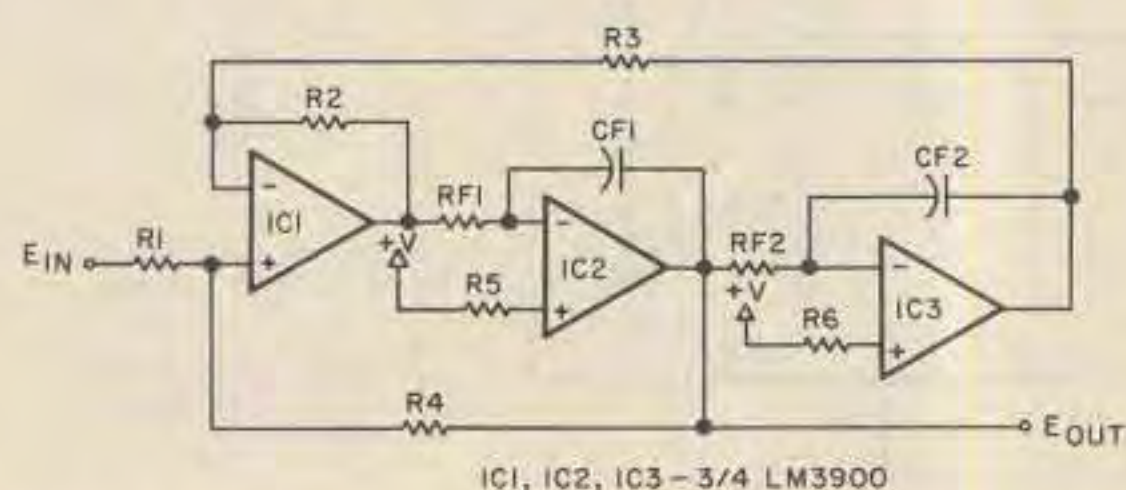 R3
R2
CF1
CF2
RF1
-
IC1
+V
-
RF2
-
EIN
R1
+
IC2
+V
R5
+
R6
IC3
+
R4
EOUT
IC1, IC2, IC3 – 3/4 LM3900